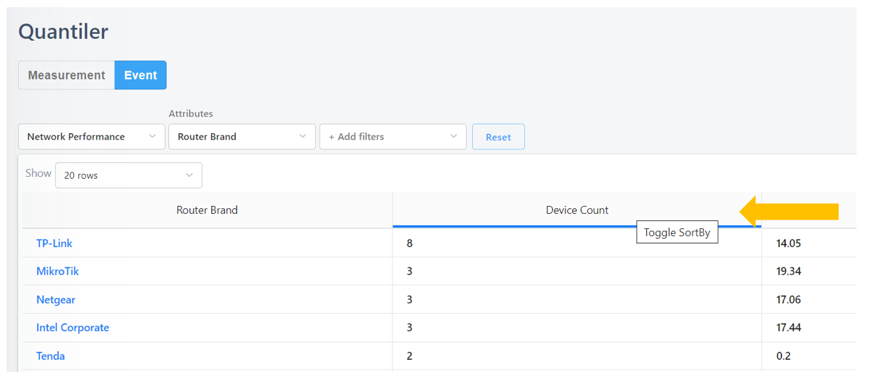 Quantiler
Measurement Event
Attributes
Network Performance Router Brand + Add filters Reset
Show 20 rows
Router Brand Device Count
Toggle SortBy
TP-Link 8 14.05
MikroTik 3 19.34
Netgear 3 17.06
Intel Corporate 3 17.44
Tenda 2 0.2